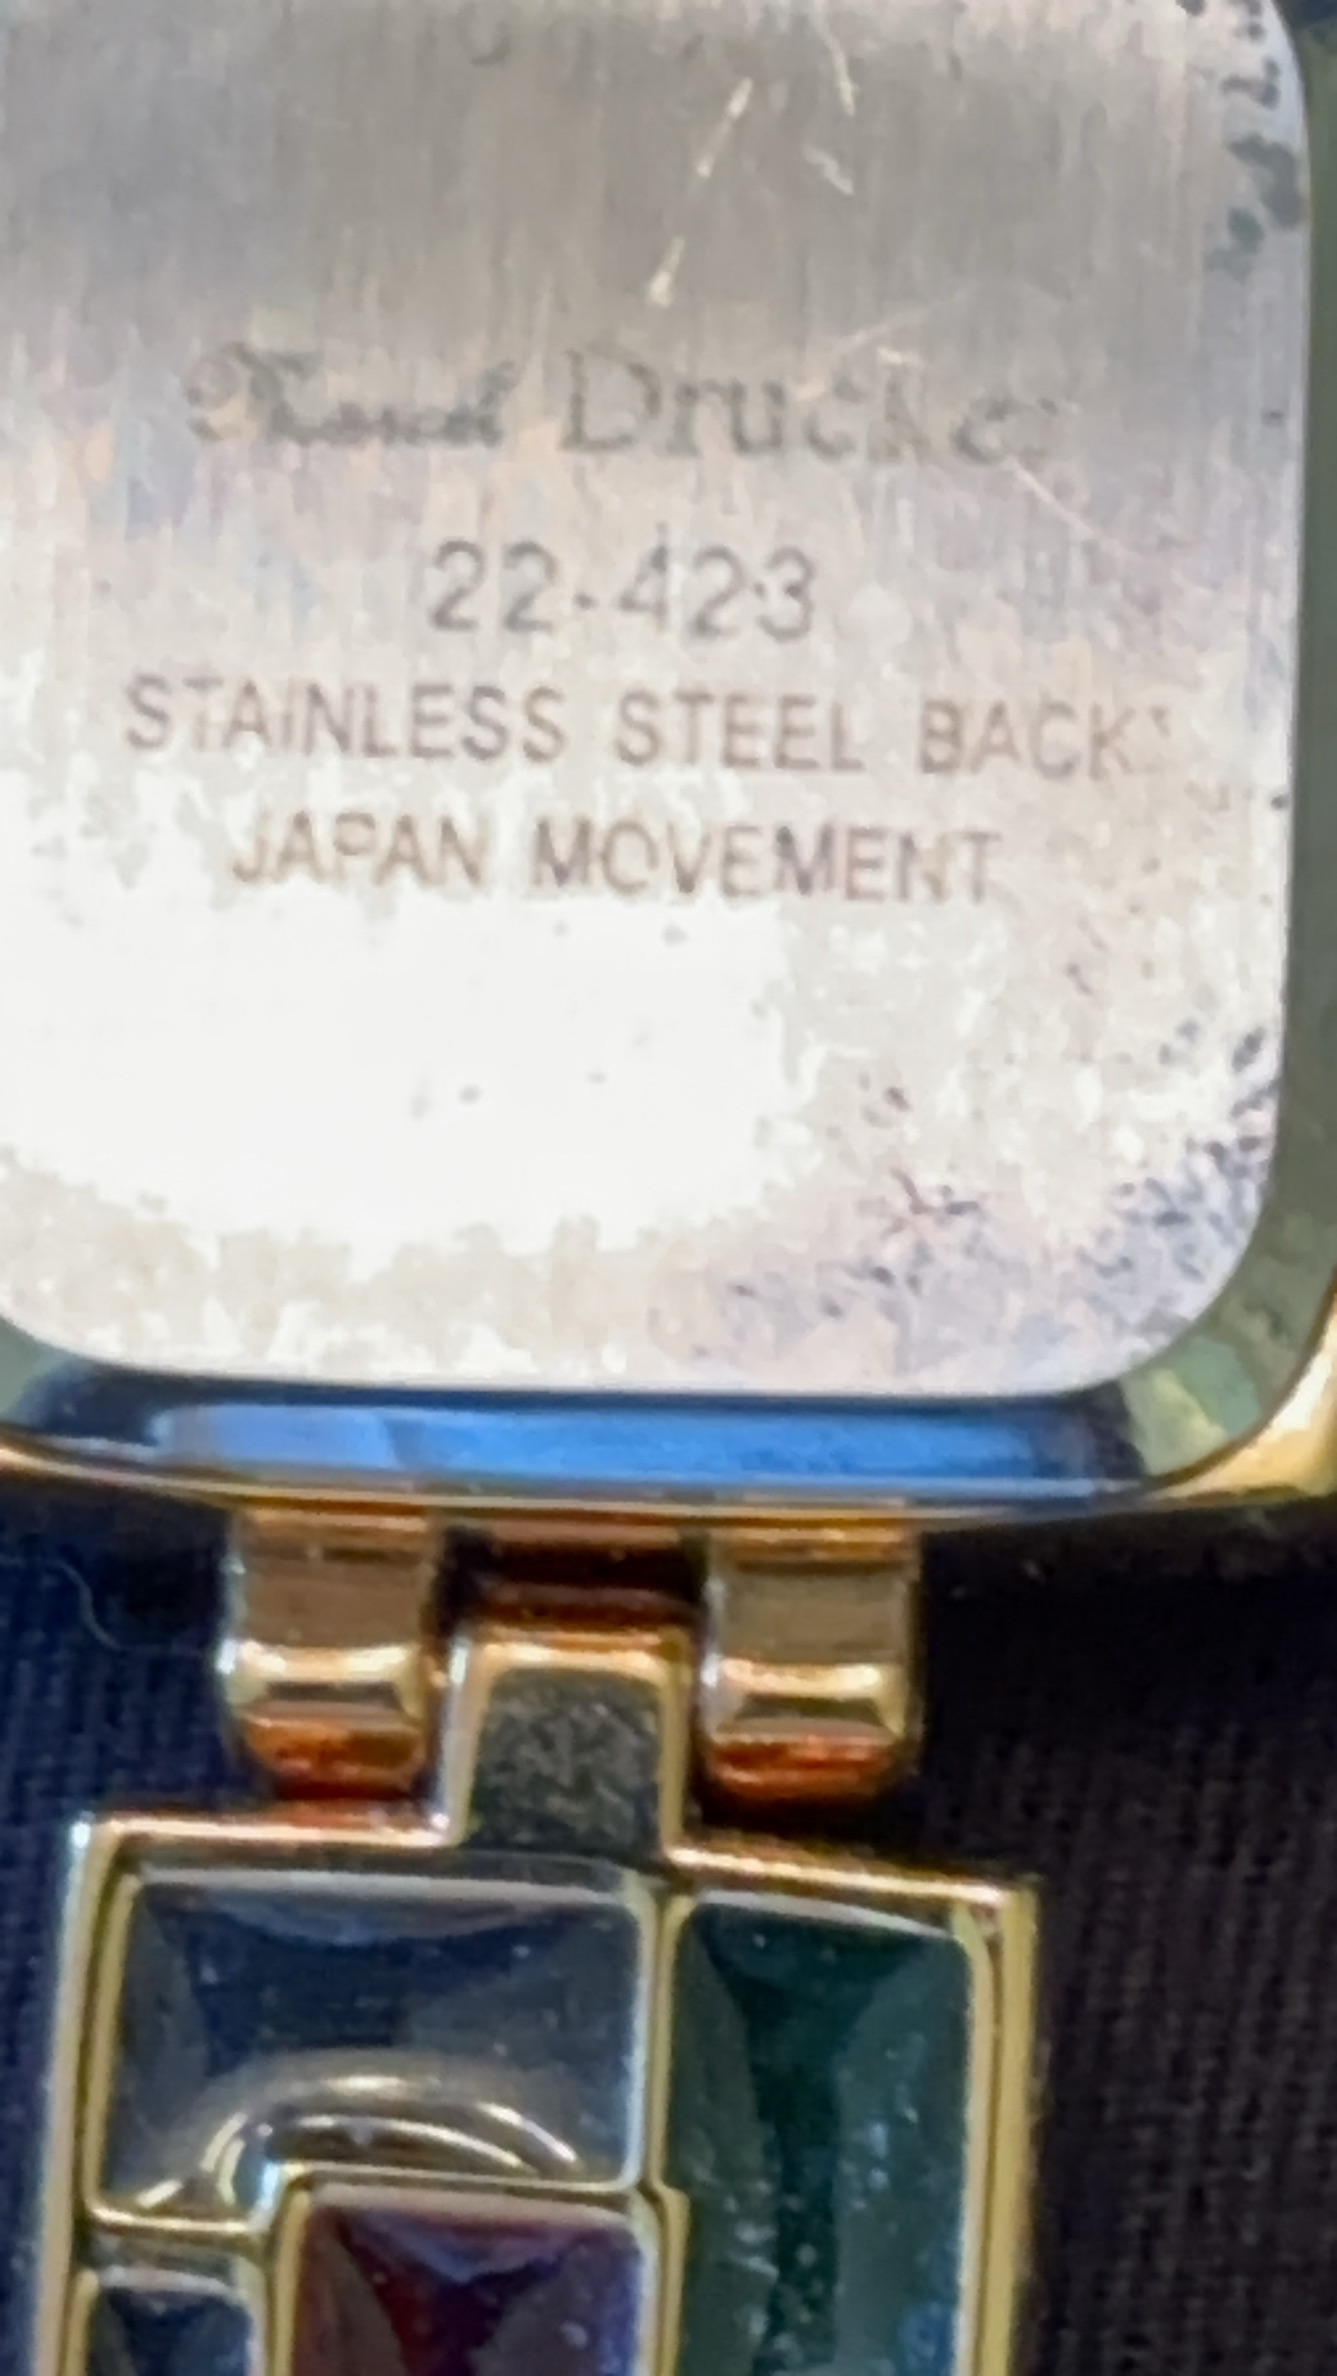 Drucker
22-423
STAINLESS STEEL BACK
JAPAN MOVEMENT